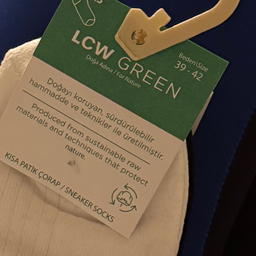 LCW GREEN
Doğa Adına / For Nature
Beden/Size
39 - 42
Doğayı koruyan, sürdürülebilir
hammadde ve teknikler ile üretilmiştir.
Produced from sustainable raw
materials and techniques that protect
nature.
KISA PATİK ÇORAP / SNEAKER SOCKS